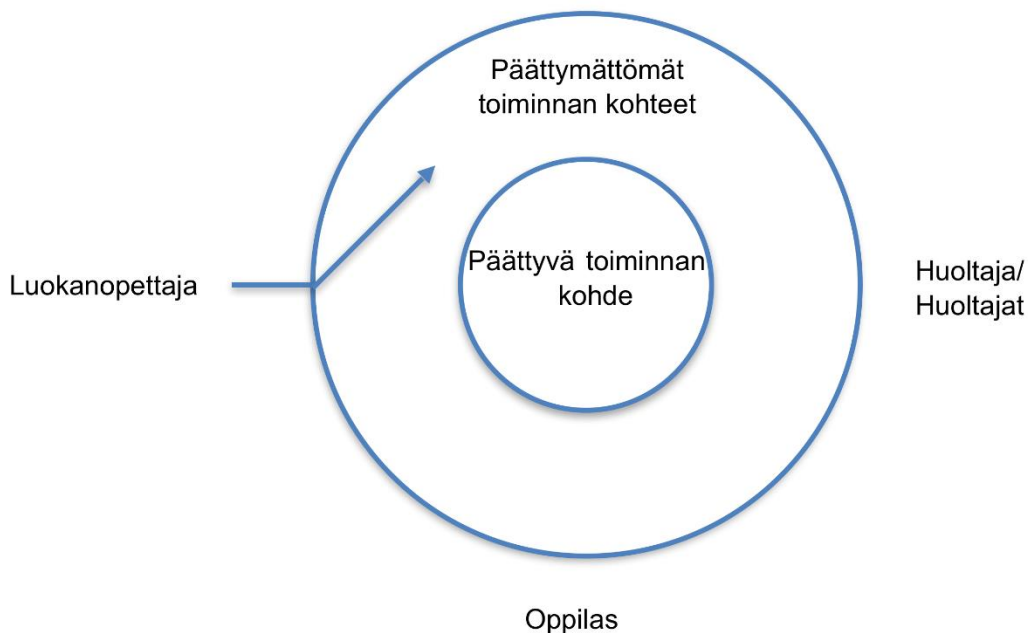 Päättymättömät
toiminnan kohteet
Päättyvä toiminnan
kohde
Luokanopettaja
Huoltaja/
Huoltajat
Oppilas